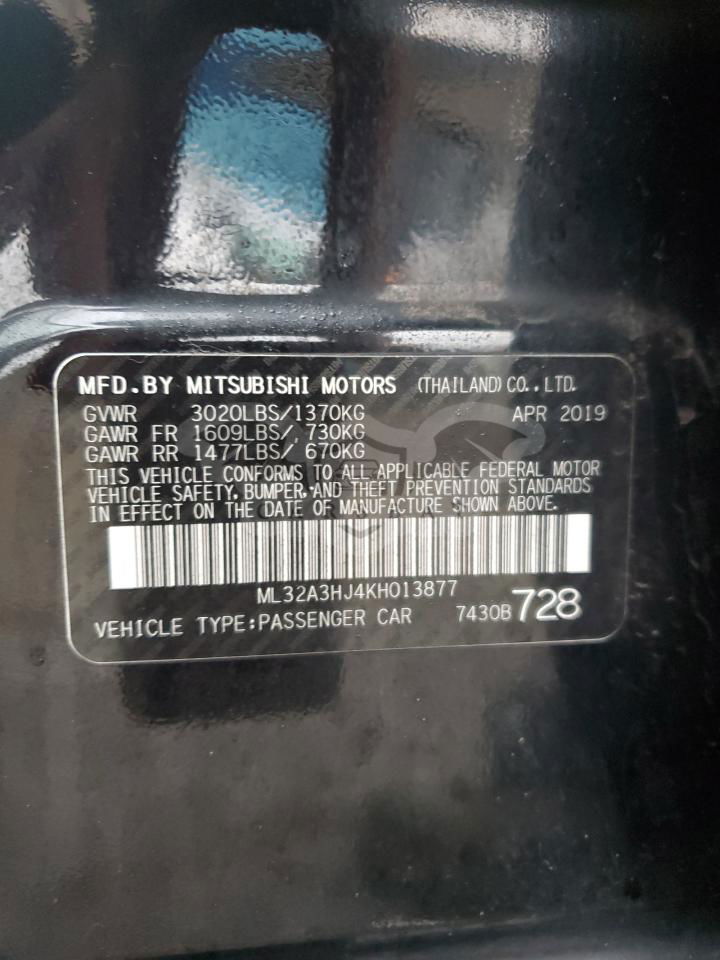 MFD.BY MITSUBISHI MOTORS (THAILAND)CO.,LTD.
GVWR 3020LBS/1370KG APR 2019
GAWR FR 1609LBS/ 730KG
GAWR RR 1477LBS/ 670KG
THIS VEHICLE CONFORMS TO ALL APPLICABLE FEDERAL MOTOR
VEHICLE SAFETY, BUMPER, AND THEFT PREVENTION STANDARDS
IN EFFECT ON THE DATE OF MANUFACTURE SHOWN ABOVE.
ML32A3HJ4KH013877
VEHICLE TYPE:PASSENGER CAR 7430B 728